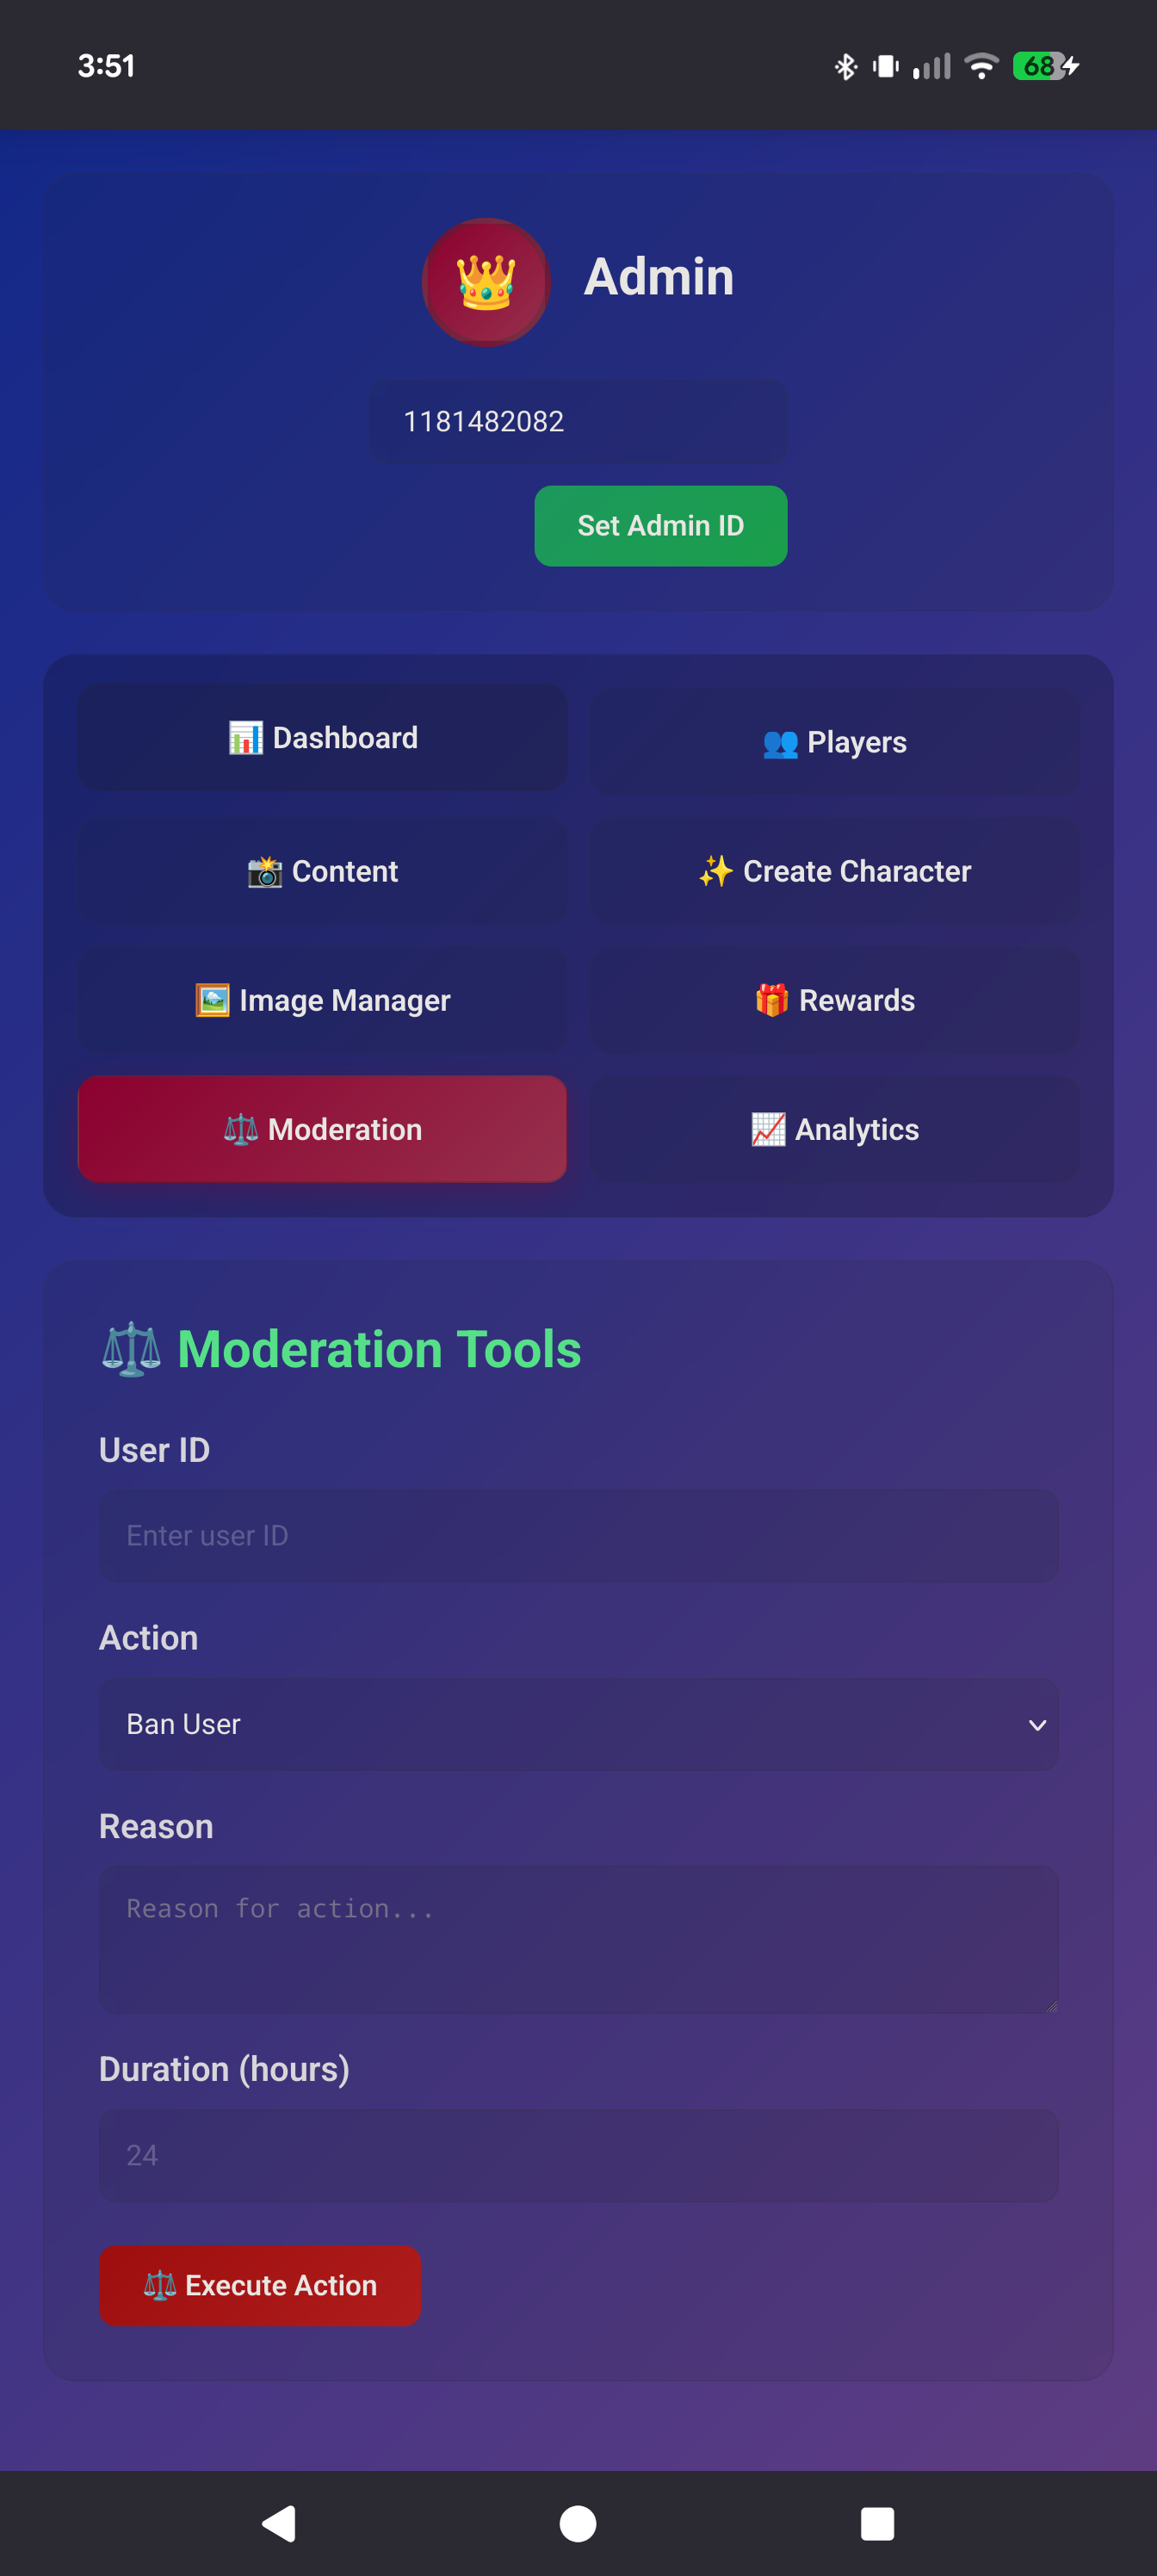 3:51
68
Admin
1181482082
Set Admin ID
Dashboard
Players
Content
Create Character
Image Manager
Rewards
Moderation
Analytics
Moderation Tools
User ID
Enter user ID
Action
Ban User
Reason
Reason for action...
Duration (hours)
24
Execute Action